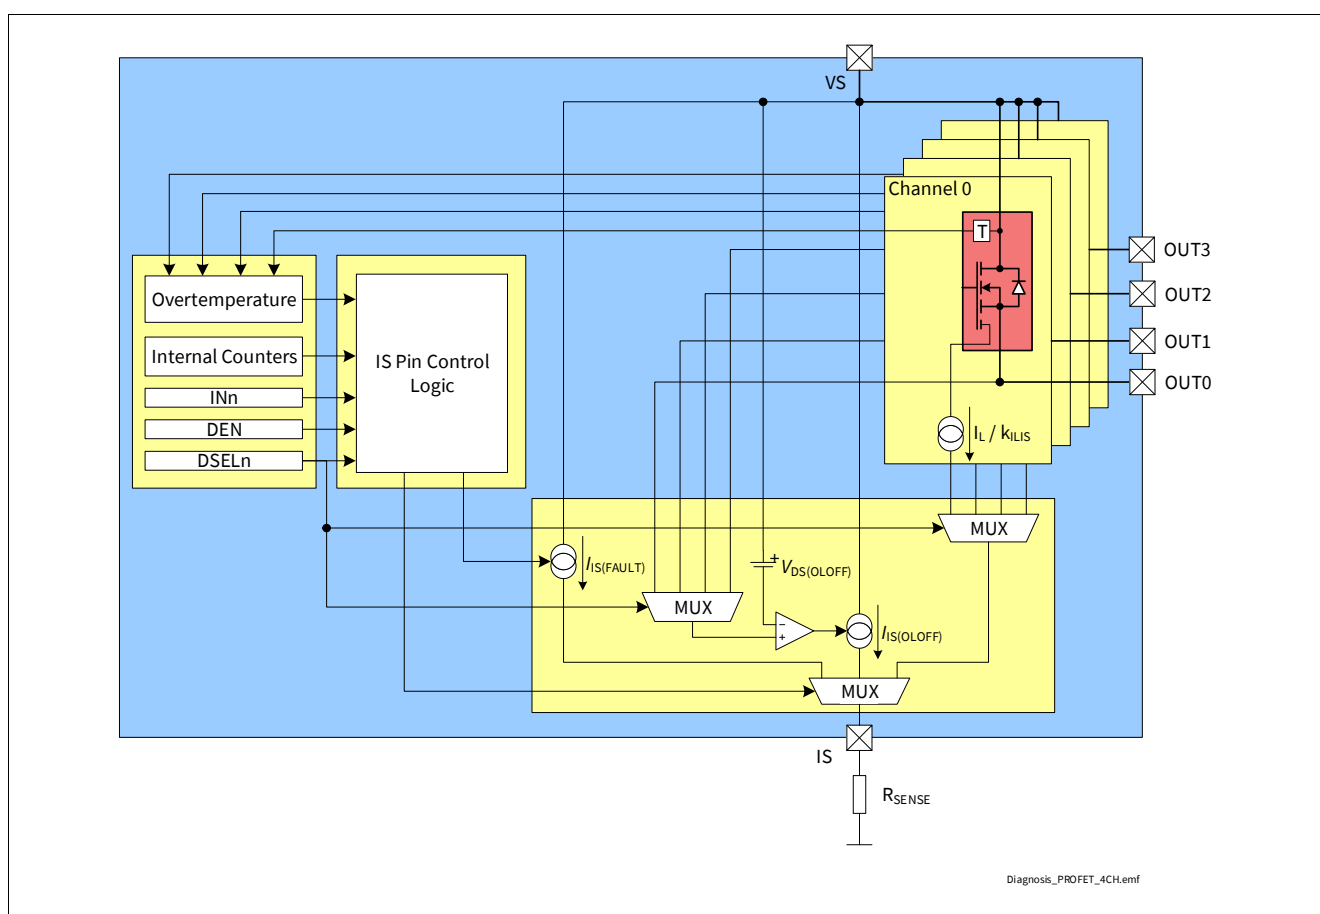 VS
Channel 0
T
OUT3
OUT2
OUT1
OUT0
Overtemperature
Internal Counters
INn
DEN
DSELn
IS Pin Control
Logic
IL / kILIS
MUX
IIS(FAULT)
+
VDS(OLOFF)
MUX
−
+
IIS(OLOFF)
MUX
IS
RSENSE
Diagnosis_PROFET_4CH.emf